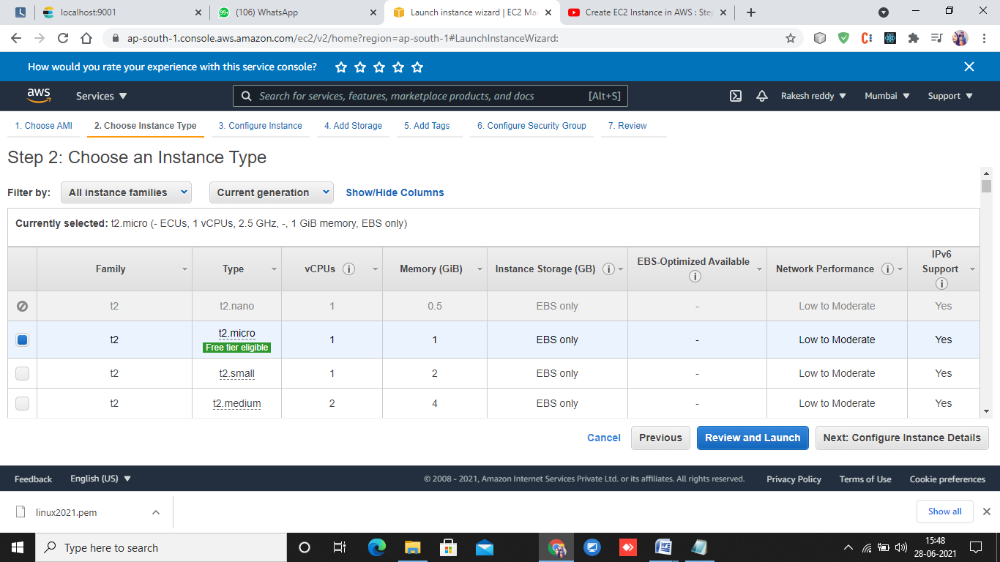 localhost:9001
(106) WhatsApp
99+
Launch instance wizard | EC2 Ma
Create EC2 Instance in AWS : Ste
ap-south-1.console.aws.amazon.com/ec2/v2/home?region=ap-south-1#LaunchInstanceWizard:
How would you rate your experience with this service console?
aws
Services
Search for services, features, marketplace products, and docs
[Alt+S]
Rakesh reddy
Mumbai
Support
1. Choose AMI
2. Choose Instance Type
3. Configure Instance
4. Add Storage
5. Add Tags
6. Configure Security Group
7. Review
Step 2: Choose an Instance Type
Filter by:
All instance families
Current generation
Show/Hide Columns
Currently selected: t2.micro (- ECUs, 1 vCPUs, 2.5 GHz, -, 1 GiB memory, EBS only)
Family
Type
vCPUs
Memory (GiB)
Instance Storage (GB)
EBS-Optimized Available
Network Performance
IPv6
Support
t2 t2.nano 1 0.5 EBS only - Low to Moderate Yes
t2 t2.micro 1 1 EBS only - Low to Moderate Yes
Free tier eligible
t2 t2.small 1 2 EBS only - Low to Moderate Yes
t2 t2.medium 2 4 EBS only - Low to Moderate Yes
Cancel
Previous
Review and Launch
Next: Configure Instance Details
Feedback
English (US)
© 2008 - 2021, Amazon Internet Services Private Ltd. or its affiliates. All rights reserved.
Privacy Policy
Terms of Use
Cookie preferences
linux2021.pem
Show all
Type here to search
15:48
28-06-2021